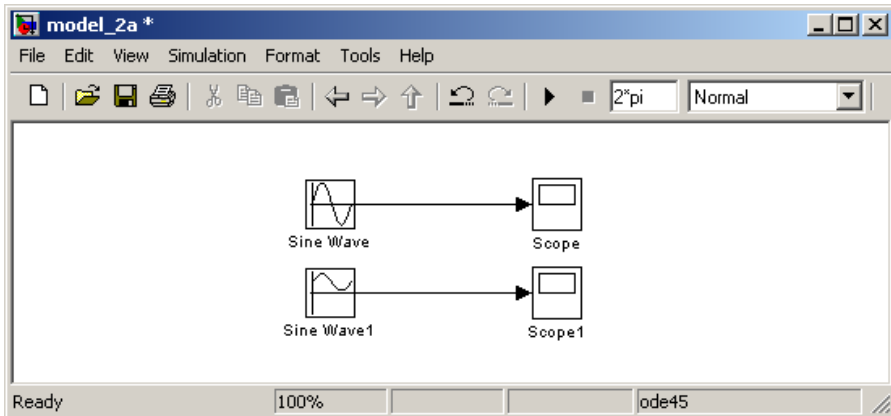 model_2a *
File Edit View Simulation Format Tools Help
2*pi Normal
Sine Wave Scope
Sine Wave1 Scope1
Ready 100% ode45